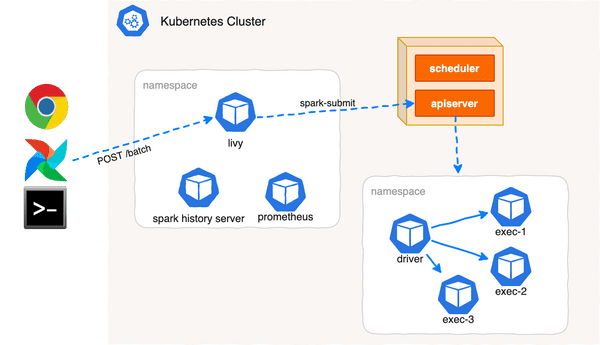 Kubernetes Cluster
namespace
livy
spark history server
prometheus
POST /batch
spark-submit
scheduler
apiserver
namespace
driver
exec-1
exec-2
exec-3
>-